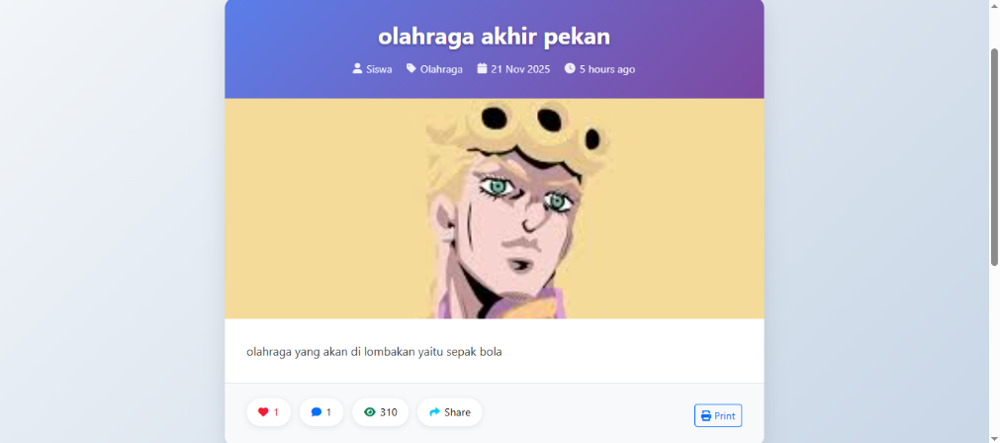 olahraga akhir pekan
Siswa Olahraga 21 Nov 2025 5 hours ago
olahraga yang akan di lombakan yaitu sepak bola
1 1 310 Share Print